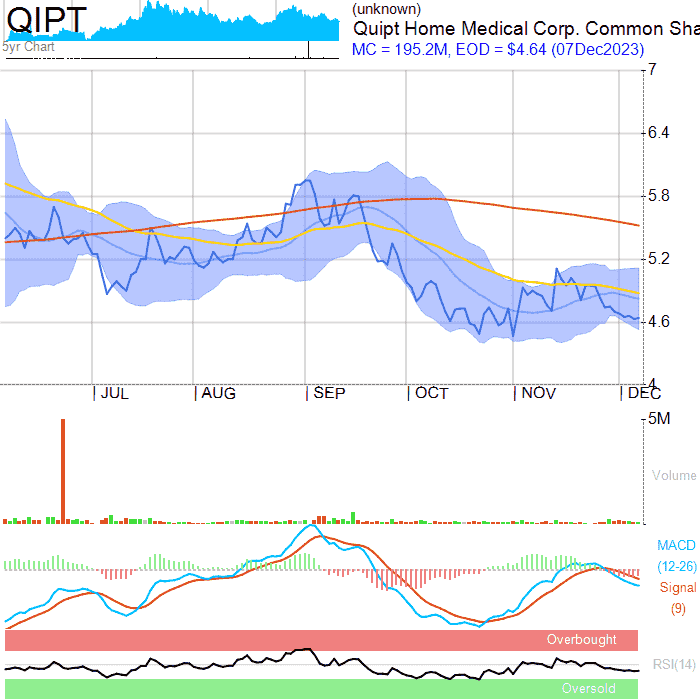 QIPT
5yr Chart
(unknown)
Quipt Home Medical Corp. Common Sha
MC = 195.2M, EOD = $4.64 (07Dec2023)
7
6.4
5.8
5.2
4.6
4
JUL AUG SEP OCT NOV DEC
5M
Volume
MACD
(12-26)
Signal
(9)
Overbought
RSI(14)
Oversold